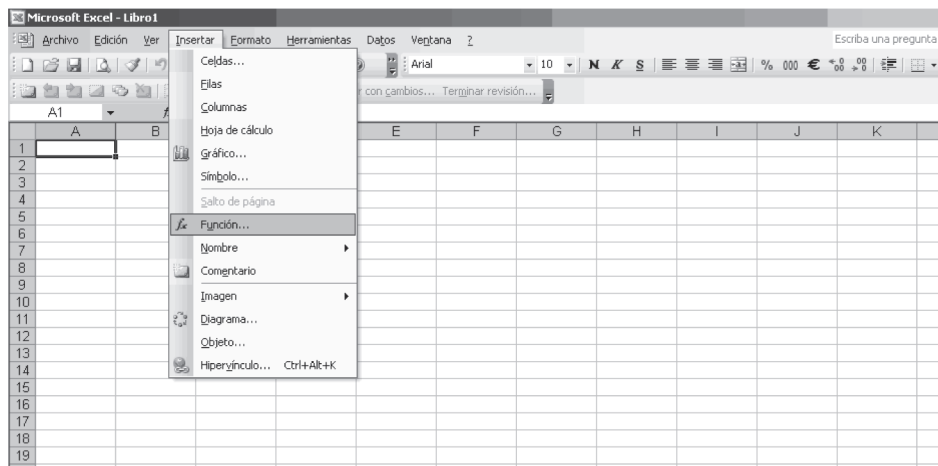 Microsoft Excel - Libro1
Archivo Edición Ver Insertar Formato Herramientas Datos Ventana ? Escriba una pregunta
Arial 10 N K S % 000 €
con cambios... Terminar revisión...
A1
A B E F G H I J K
Celdas...
Filas
Columnas
Hoja de cálculo
Gráfico...
Símbolo...
Salto de página
fx Función...
Nombre
Comentario
Imagen
Diagrama...
Objeto...
Hipervínculo... Ctrl+Alt+K
1
2
3
4
5
6
7
8
9
10
11
12
13
14
15
16
17
18
19